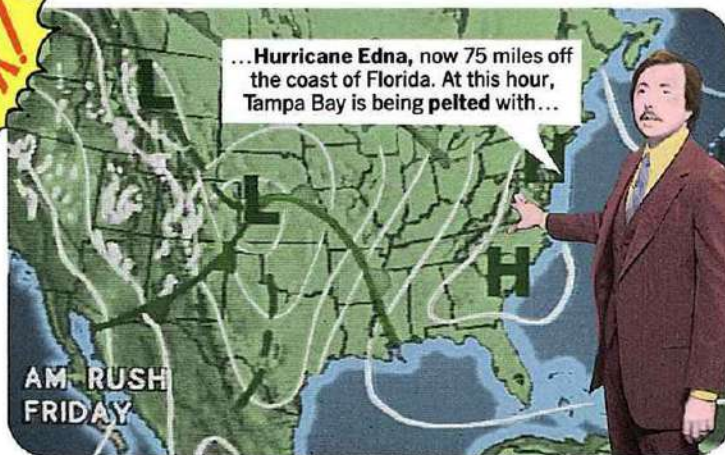 …Hurricane Edna, now 75 miles off
the coast of Florida. At this hour,
Tampa Bay is being pelted with…
L
L
H
AM RUSH
FRIDAY